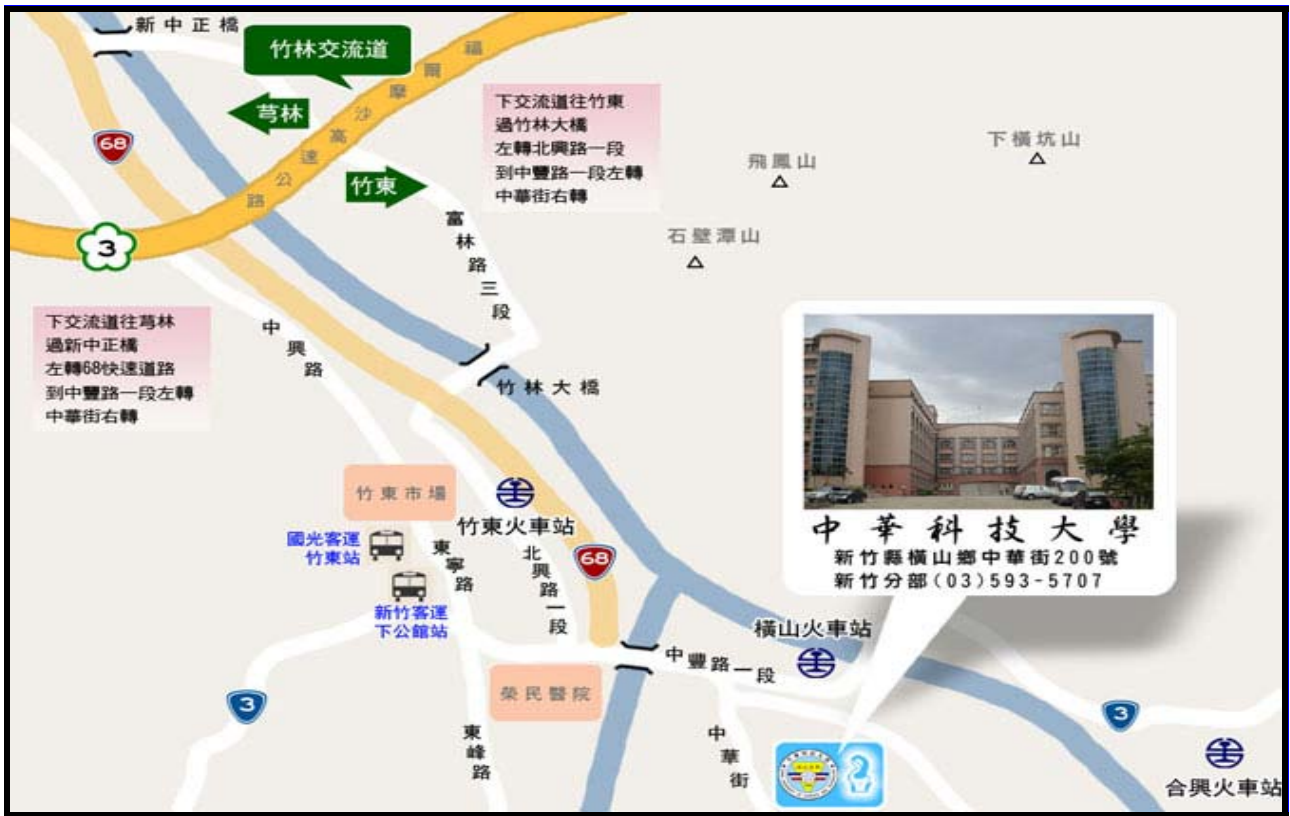 新中正橋
竹林交流道
芎林
福爾摩沙高速公路
68
竹東
3
下交流道往竹東
過竹林大橋
左轉北興路一段
到中豐路一段左轉
中華街右轉
飛鳳山
下橫坑山
石壁潭山
富林路三段
下交流道往芎林
過新中正橋
左轉68快速道路
到中豐路一段左轉
中華街右轉
中興路
竹林大橋
竹東市場
竹東火車站
國光客運
竹東站
東寧路
北興路一段
68
新竹客運
下公館站
中華科技大學
新竹縣橫山鄉中華街200號
新竹分部(03)593-5707
橫山火車站
中豐路一段
榮民醫院
3
東峰路
中華街
3
合興火車站